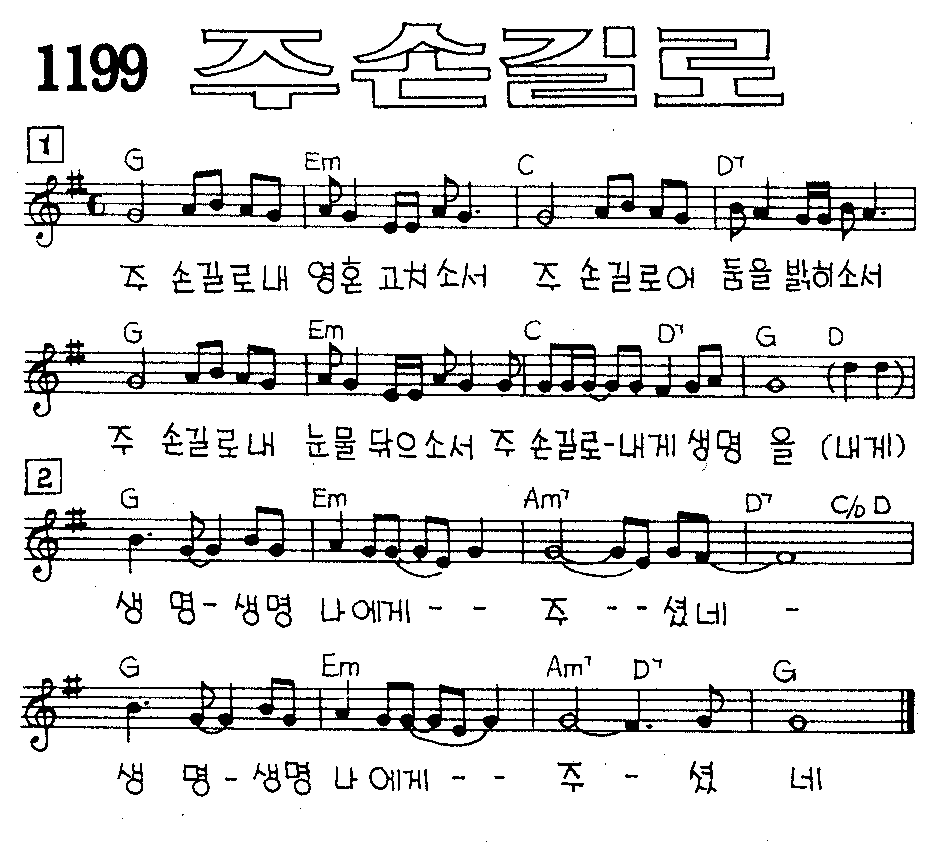 1199 주손길로
1
G Em C D7
주 손길로내 영혼 고쳐소서 주 손길로어 둠을 밝히소서
G Em C D7 G D
주 손길로내 눈물 닦으소서 주 손길로-내게 생명 을 (내게)
2
G Em Am7 D7 C/D D
생 명- 생명 나에게 - - 주 - - 셨네 -
G Em Am7 D7 G
생 명- 생명 나에게 - - 주 - 셨 네